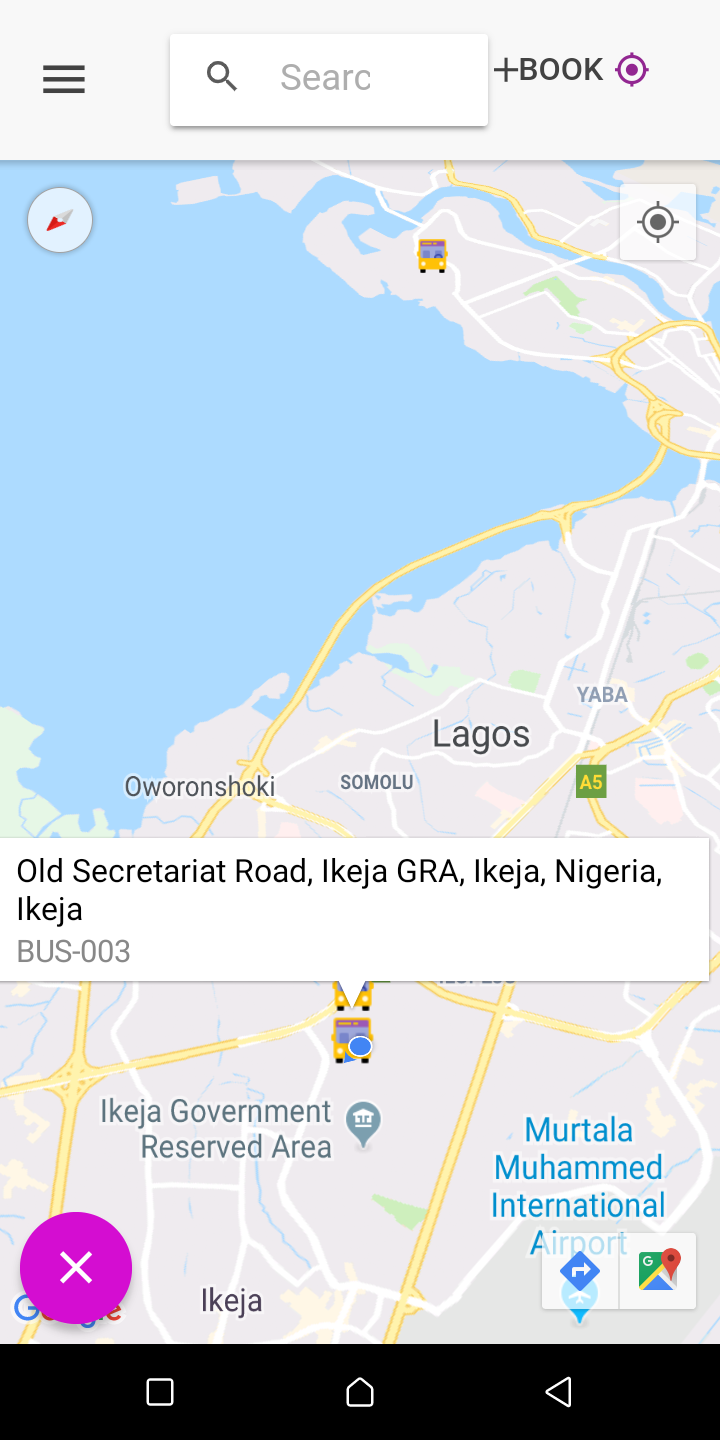 Searc
+BOOK
YABA
Lagos
SOMOLU
Oworonshoki
A5
Old Secretariat Road, Ikeja GRA, Ikeja, Nigeria,
Ikeja
BUS-003
Ikeja Government
Reserved Area
Murtala
Muhammed
International
Airport
Ikeja
Google